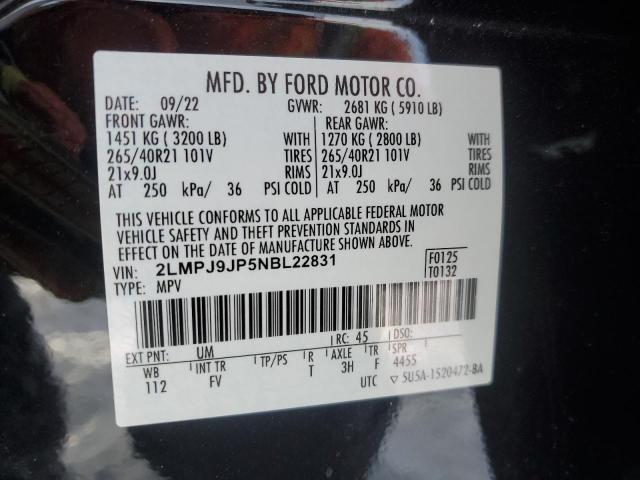 MFD. BY FORD MOTOR CO.
DATE: 09/22 GVWR: 2681 KG ( 5910 LB)
FRONT GAWR: REAR GAWR:
1451 KG ( 3200 LB) WITH 1270 KG ( 2800 LB) WITH
265/40R21 101V TIRES 265/40R21 101V TIRES
21x9.0J RIMS 21x9.0J RIMS
AT 250 kPa/ 36 PSI COLD AT 250 kPa/ 36 PSI COLD
THIS VEHICLE CONFORMS TO ALL APPLICABLE FEDERAL MOTOR
VEHICLE SAFETY AND THEFT PREVENTION STANDARDS IN
EFFECT ON THE DATE OF MANUFACTURE SHOWN ABOVE.
VIN: 2LMPJ9JP5NBL22831 F0125
TYPE: MPV T0132
EXT PNT: UM RC: 45 DSO:
WB INT TR TP/PS R AXLE TR SPR
112 FV T 3H F 4455
UTC ▽ 5U5A-1520472-BA